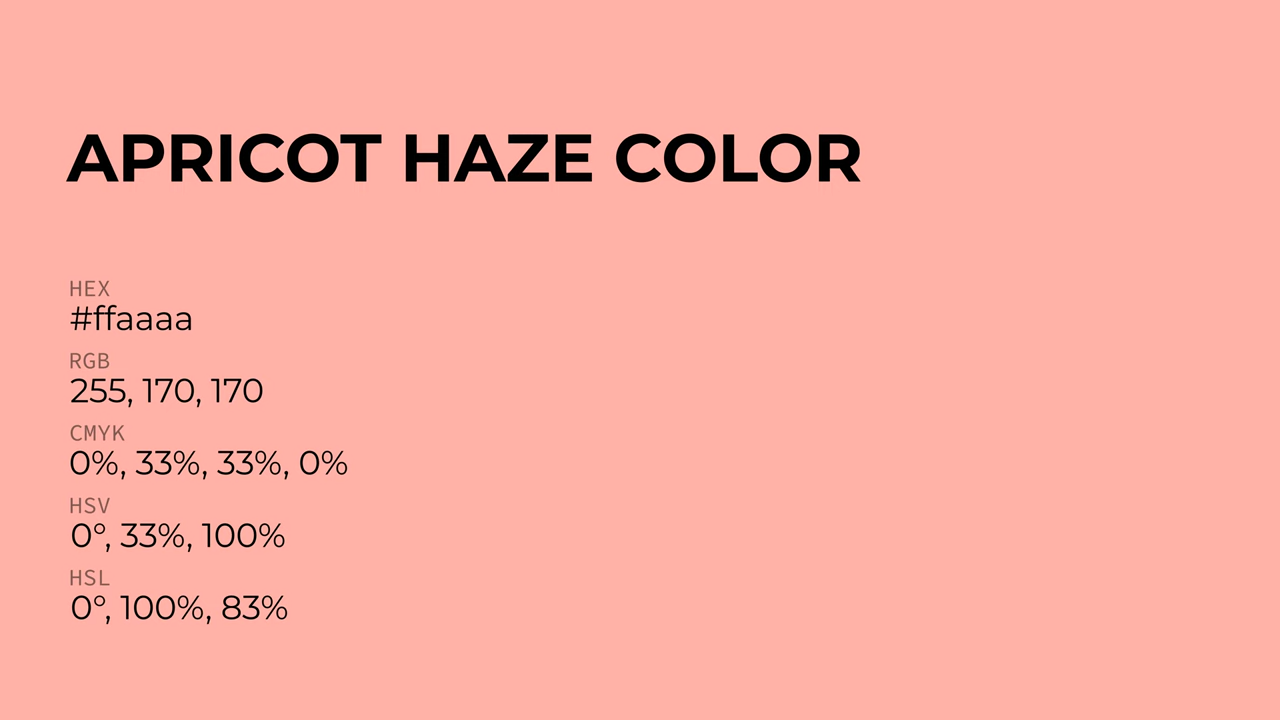 APRICOT HAZE COLOR
HEX
#ffaaaa
RGB
255, 170, 170
CMYK
0%, 33%, 33%, 0%
HSV
0°, 33%, 100%
HSL
0°, 100%, 83%